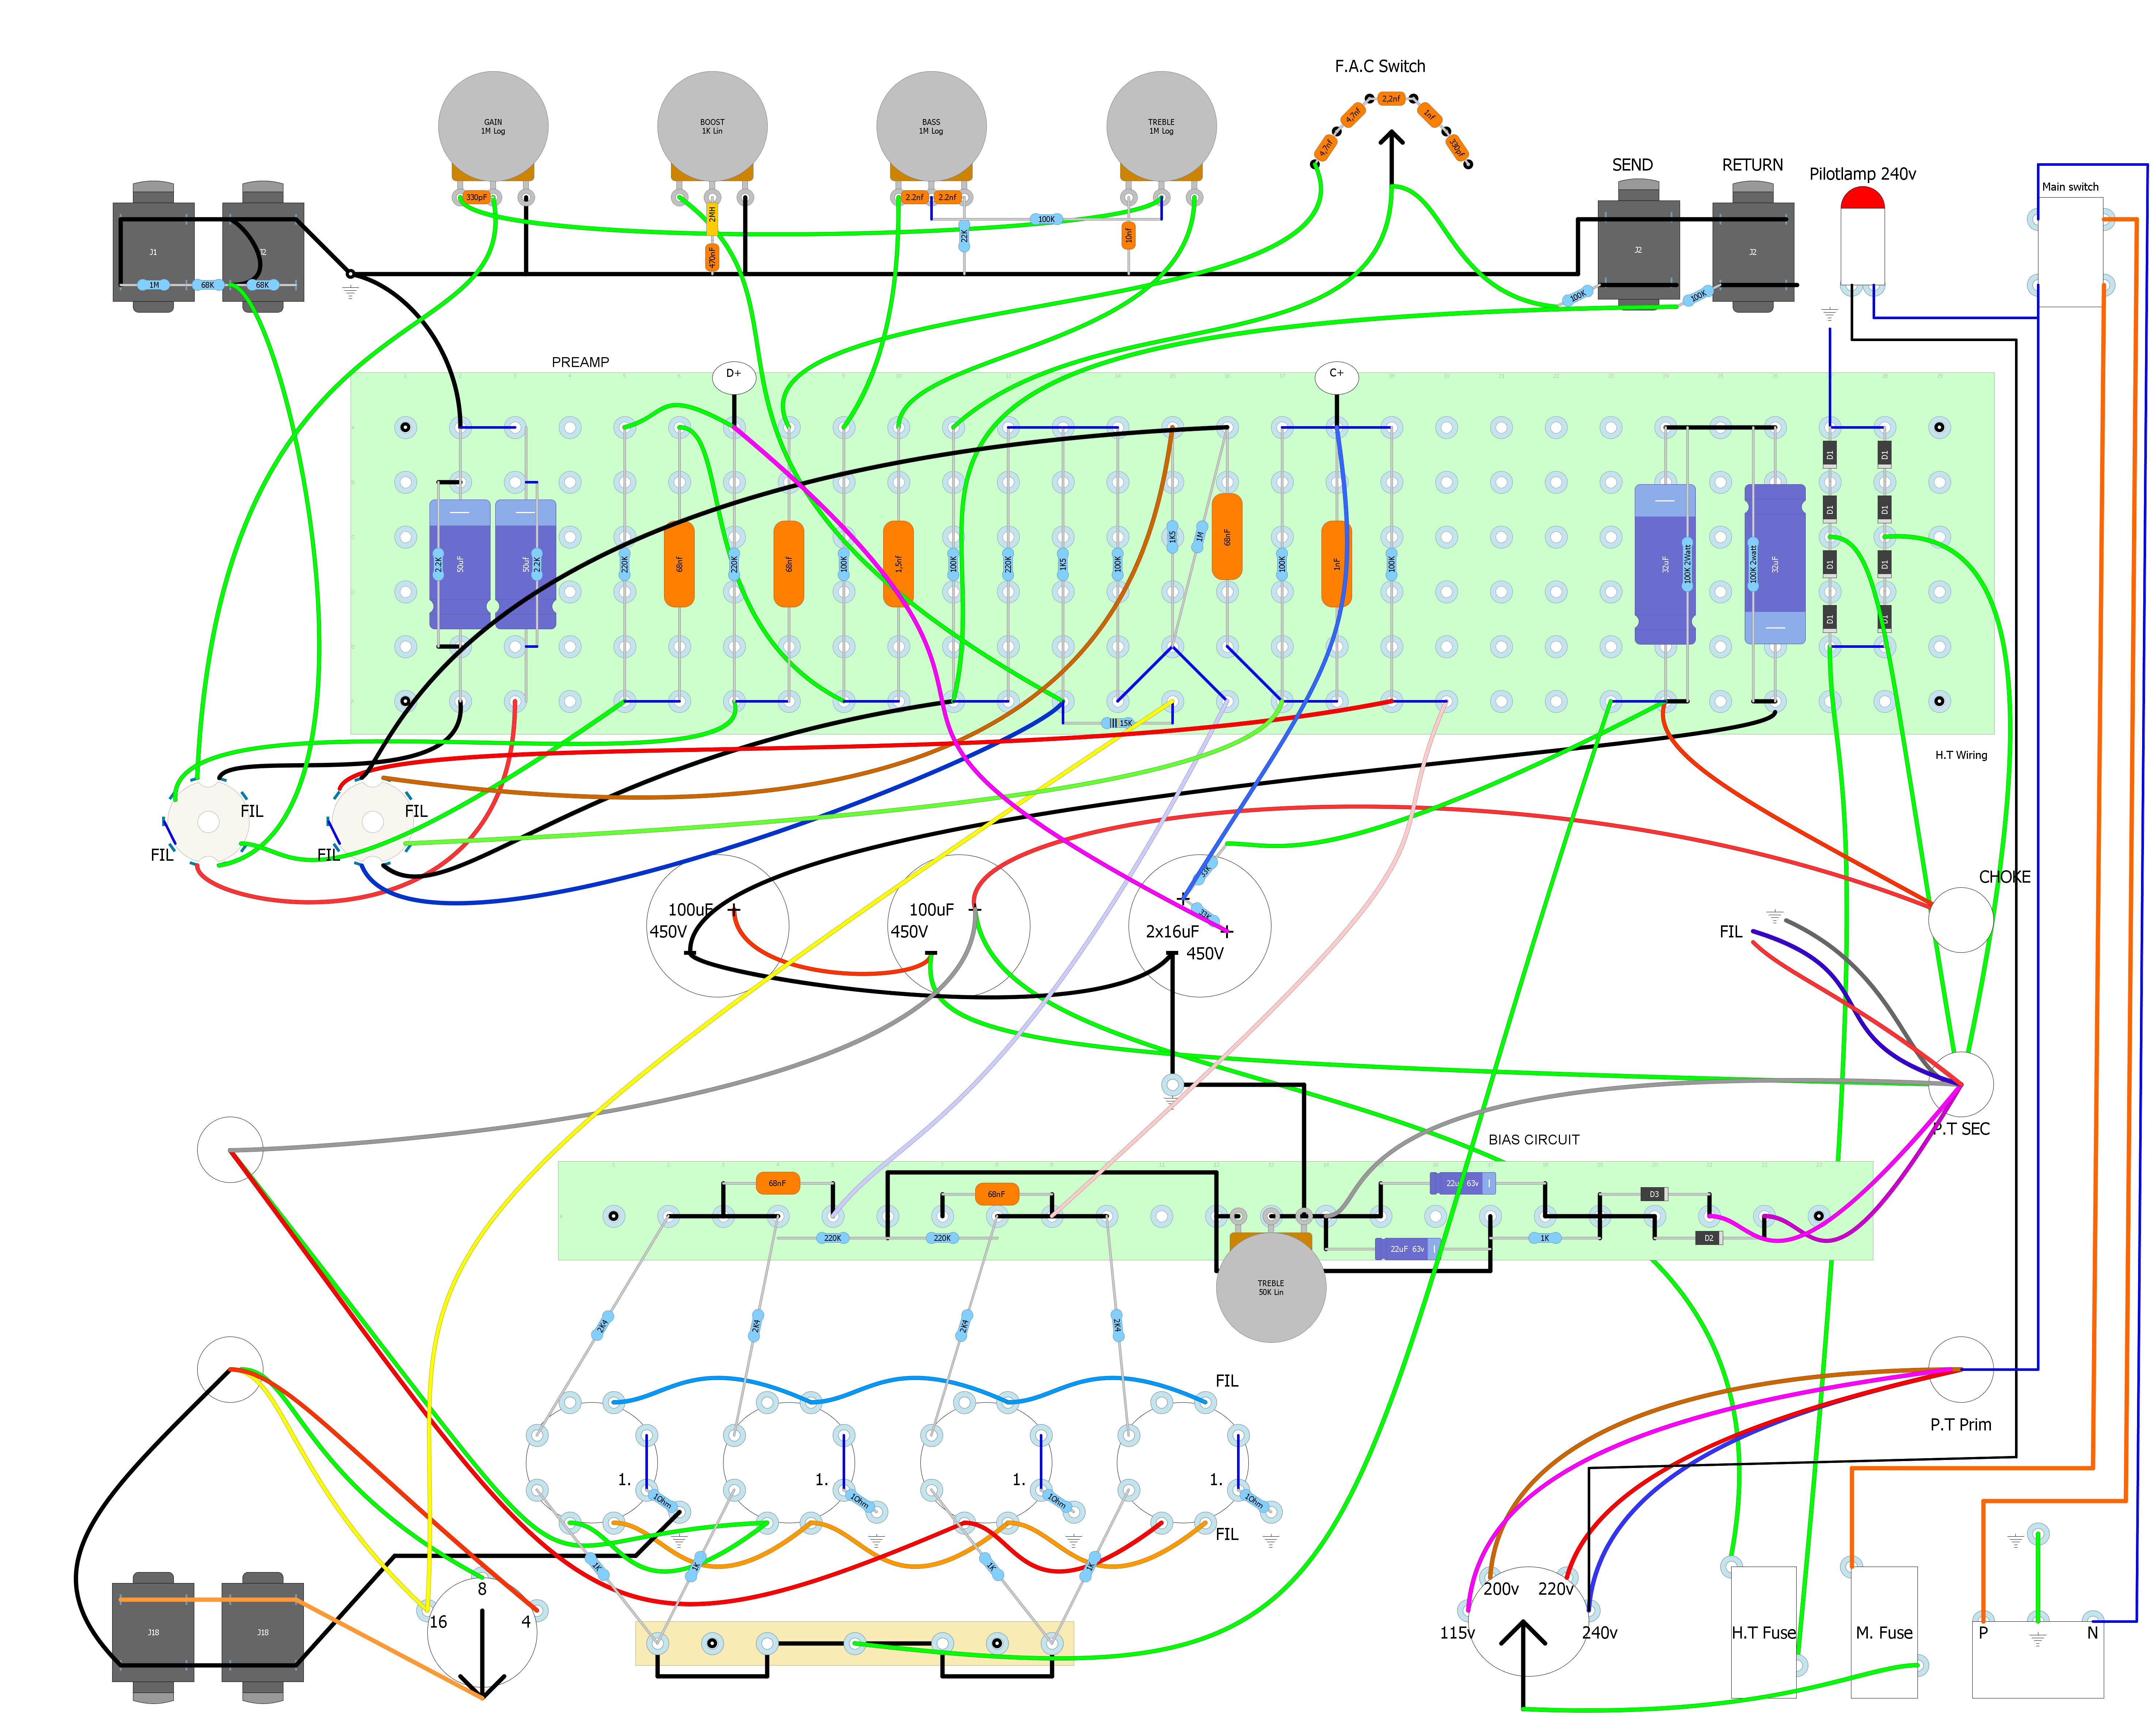 F.A.C Switch
GAIN
1M Log
BOOST
1K Lin
BASS
1M Log
TREBLE
1M Log
4,7nf
4,7nf
2,2nf
1nf
330pF
SEND
RETURN
Pilotlamp 240v
Main switch
330pF
2MH
470nF
2.2nf
2.2nf
100K
22K
10nf
J1
J2
1M
68K
68K
J2
J2
100K
100K
PREAMP
D+
C+
2.2K
50uF
50uF
2.2K
220K
68nf
220K
68nf
100K
1,5nf
100K
220K
1K5
100K
1K5
1M
68nF
100K
1nF
100K
32uF
100K 2Watt
100K 2watt
32uF
D1
D1
D1
D1
D1
D1
D1
D1
15K
H.T Wiring
FIL
FIL
FIL
FIL
100uF
450V
100uF
450V
33K
33K
2x16uF
450V
CHOKE
FIL
P.T SEC
BIAS CIRCUIT
68nF
68nF
22uF 63v
D3
220K
220K
22uF 63v
1K
D2
TREBLE
50K Lin
2K4
2K4
2K4
2K4
FIL
P.T Prim
1.
1.
1.
1.
1Ohm
1Ohm
1Ohm
1Ohm
FIL
1K
1K
1K
1K
8
16
4
J18
J18
200v
220v
115v
240v
H.T Fuse
M. Fuse
P
N